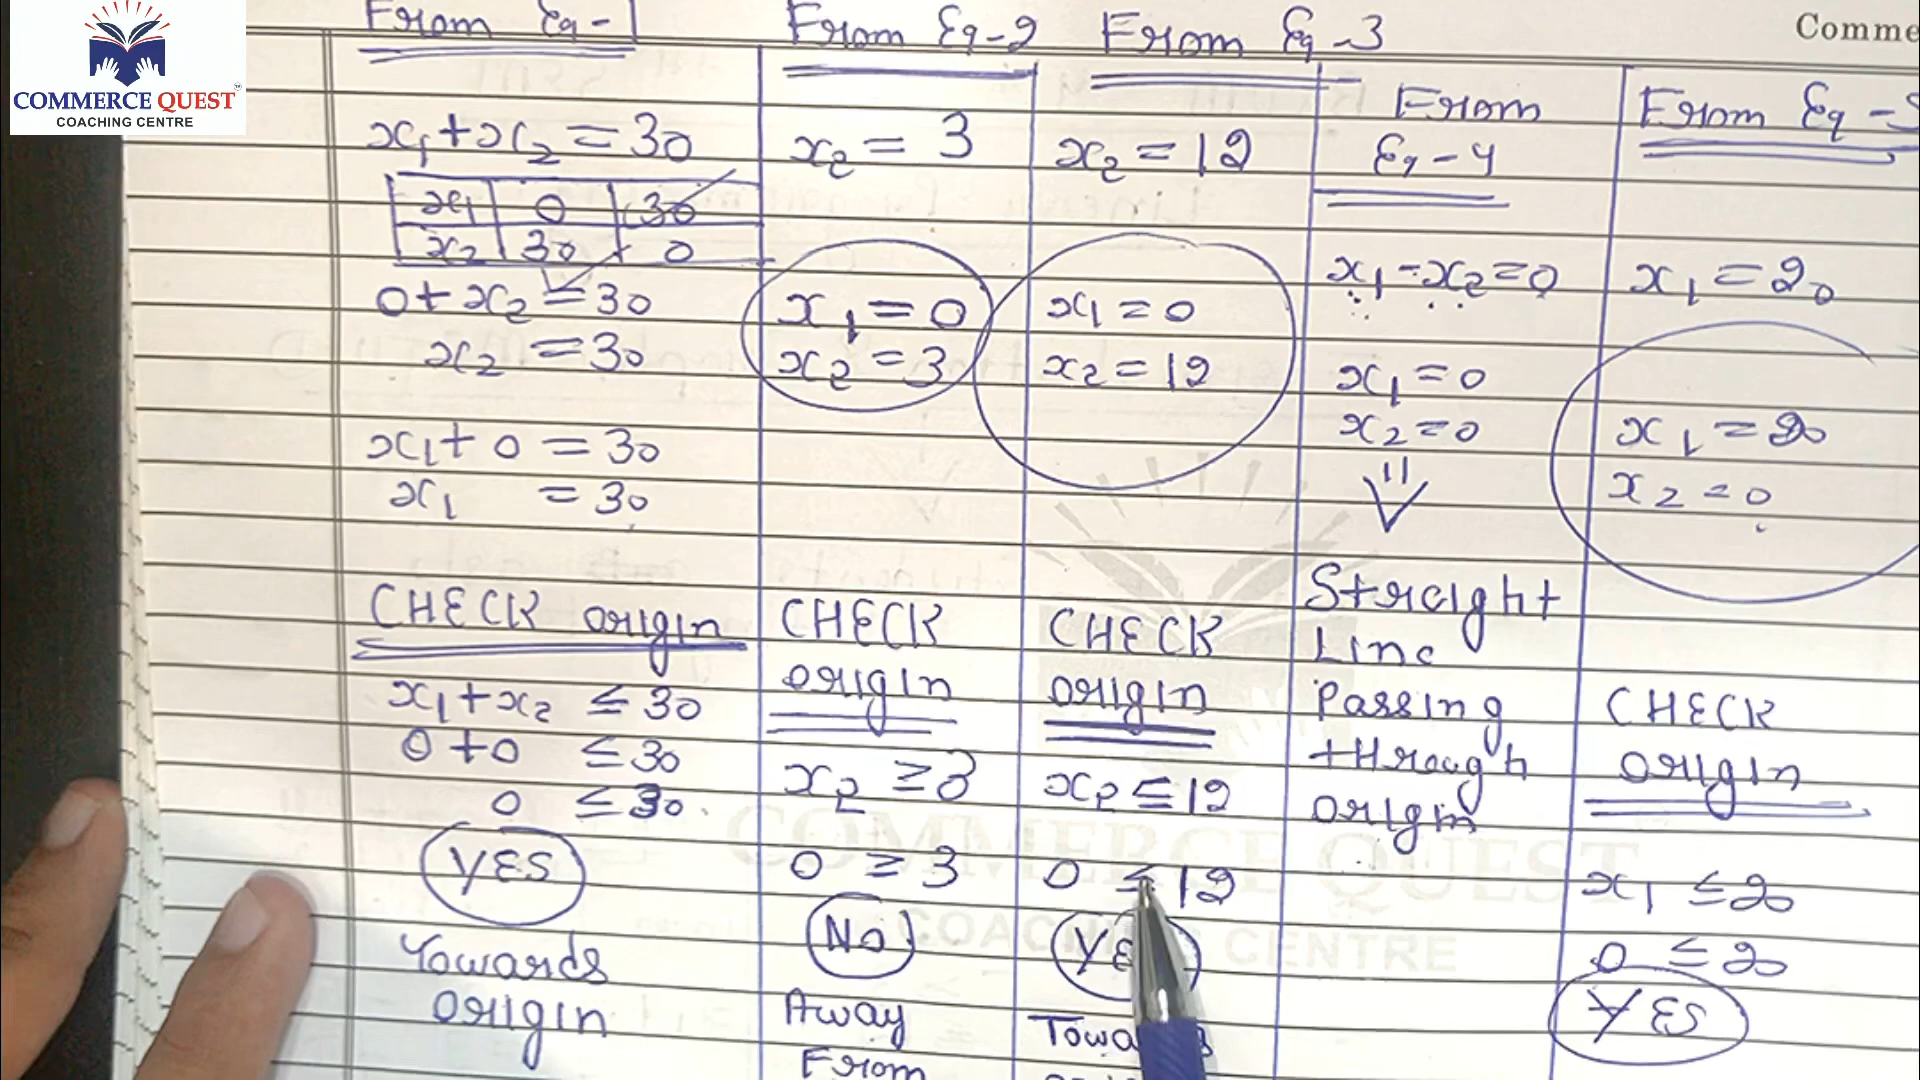 COMMERCE QUEST
COACHING CENTRE
Comme
From Eq-1
x₁+x₂ = 30
x₁ 0 30
x₂ 30 0
0+x₂ = 30
x₂ = 30
x₁+0 = 30
x₁ = 30
CHECK origin
x₁+x₂ ≤ 30
0+0 ≤ 30
0 ≤ 30
YES
Towards
origin
From Eq-2
x₂ = 3
x₁ = 0
x₂ = 3
CHECK
origin
x₂ ≥ 3
0 ≥ 3
NO
Away
From
From Eq-3
x₂ = 12
x₁ = 0
x₂ = 12
CHECK
origin
x₂ ≤ 12
0 ≤ 12
From
Eq-4
x₁-x₂=0
x₁ = 0
x₂ = 0
Straight
Line
Passing
through
origin
From Eq-5
x₁ = 20
x₁ = 20
x₂ = 0
CHECK
origin
x₁ ≤ 20
0 ≤ 20
YES
COMMERCE QUEST
COACHING CENTRE